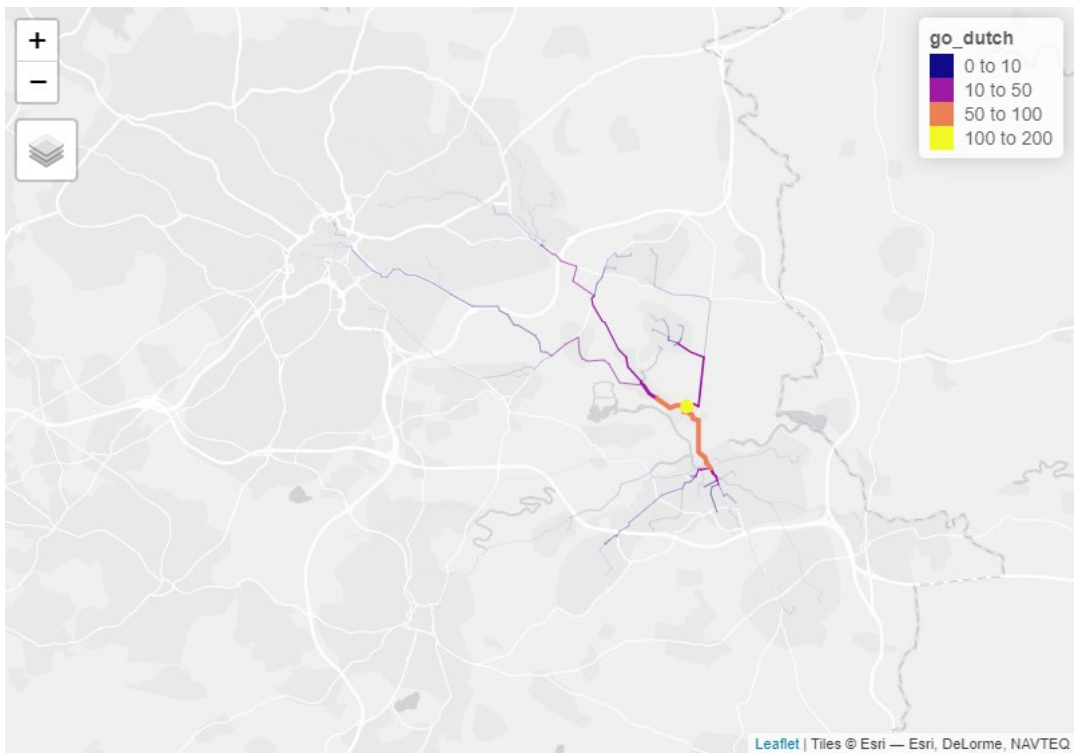 +
−
go_dutch
0 to 10
10 to 50
50 to 100
100 to 200
Leaflet | Tiles © Esri — Esri, DeLorme, NAVTEQ